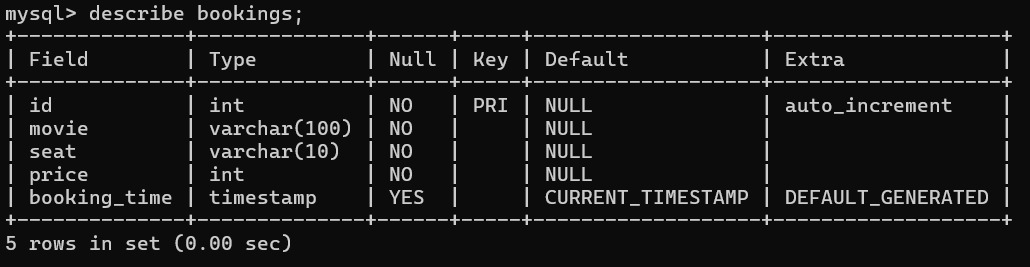 mysql> describe bookings;
+--------------+--------------+------+-----+-------------------+-------------------+
| Field        | Type         | Null | Key | Default           | Extra             |
+--------------+--------------+------+-----+-------------------+-------------------+
| id           | int          | NO   | PRI | NULL              | auto_increment    |
| movie        | varchar(100) | NO   |     | NULL              |                   |
| seat         | varchar(10)  | NO   |     | NULL              |                   |
| price        | int          | NO   |     | NULL              |                   |
| booking_time | timestamp    | YES  |     | CURRENT_TIMESTAMP | DEFAULT_GENERATED |
+--------------+--------------+------+-----+-------------------+-------------------+
5 rows in set (0.00 sec)